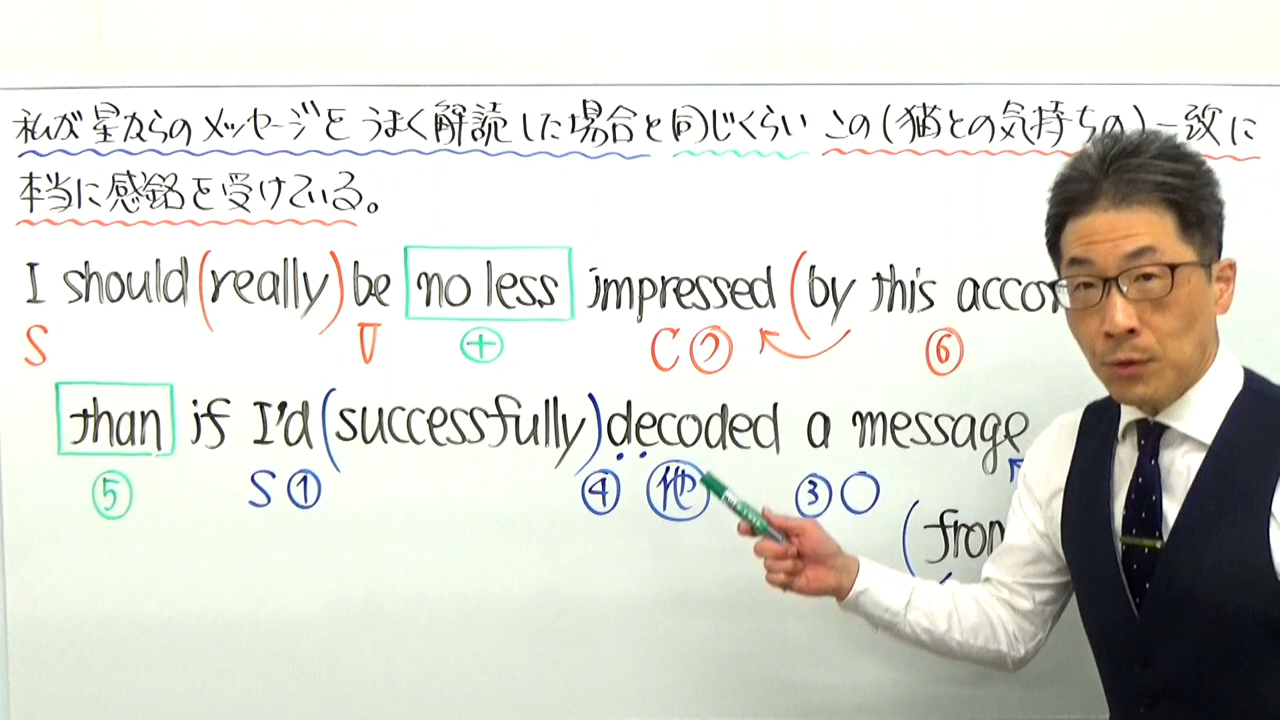 私が星からのメッセージをうまく解読した場合と同じくらいこの(猫との気持ちの)一致に
本当に感銘を受けている。
I should (really) be no less impressed (by this
S V ⊕ C ⑦ ⑥
than if I'd (successfully) decoded a message
⑤ S ① ④ 他 ③ O
(from